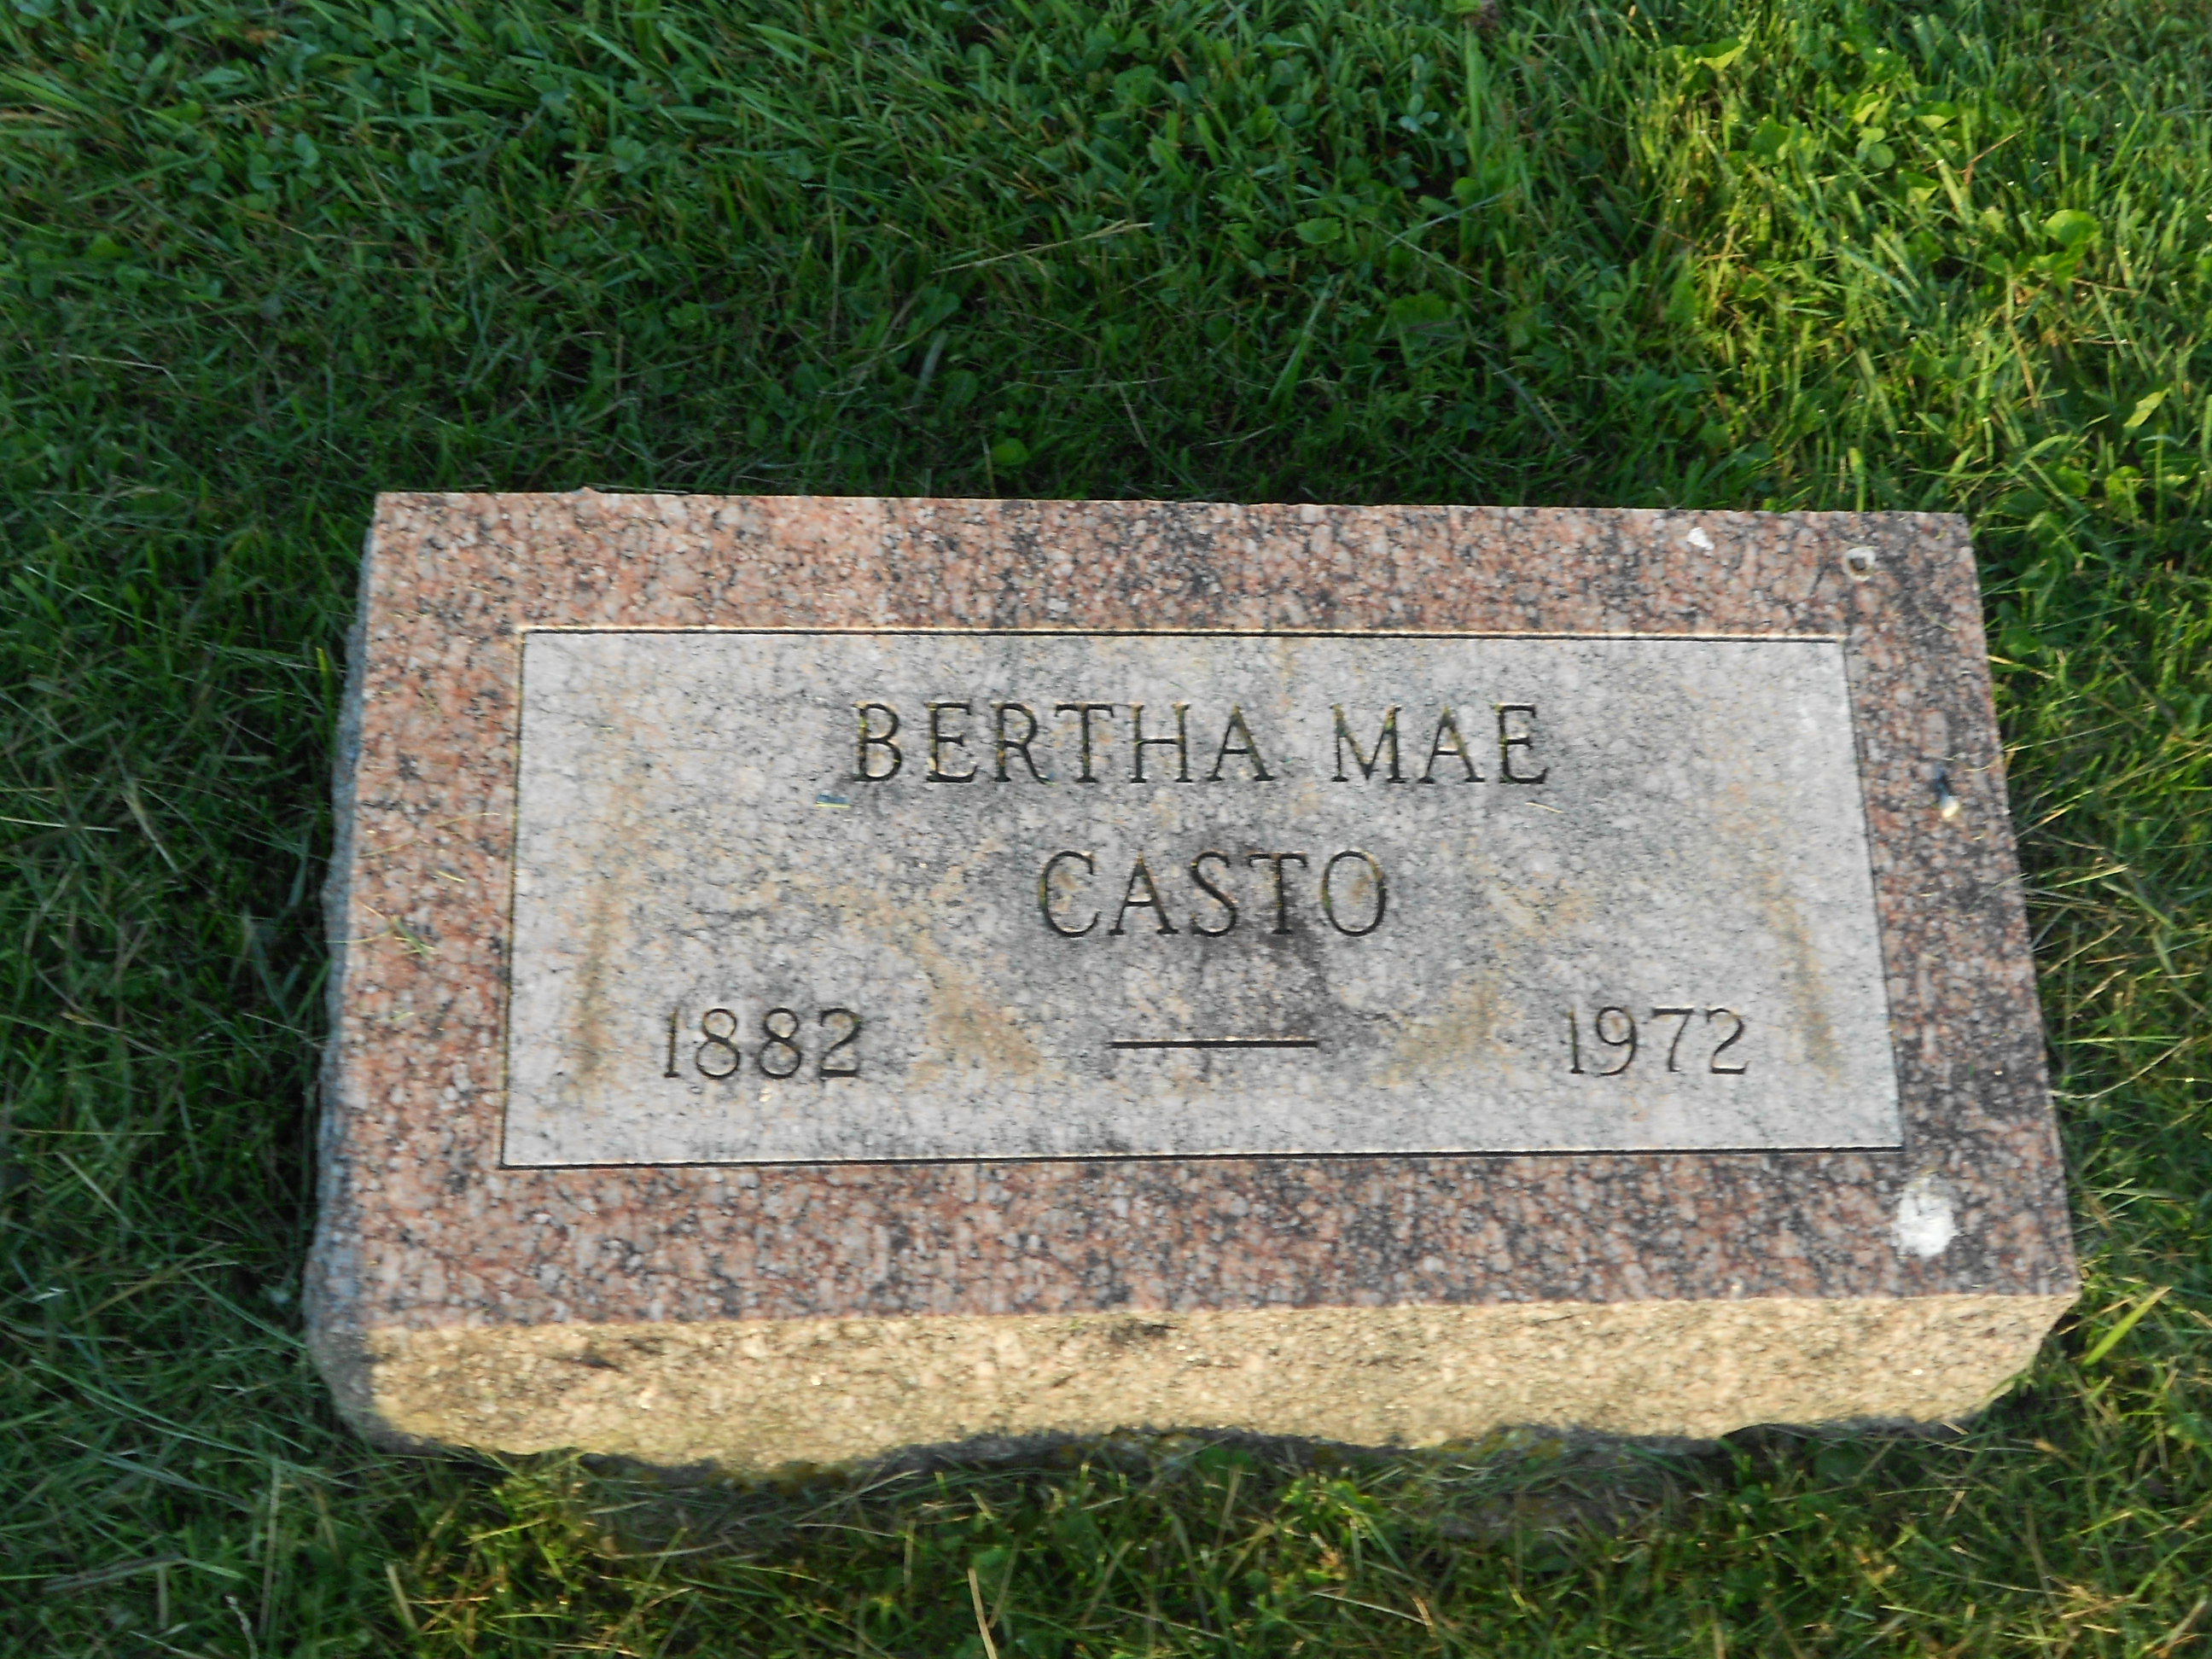 BERTHA MAE
CASTO
1882 — 1972